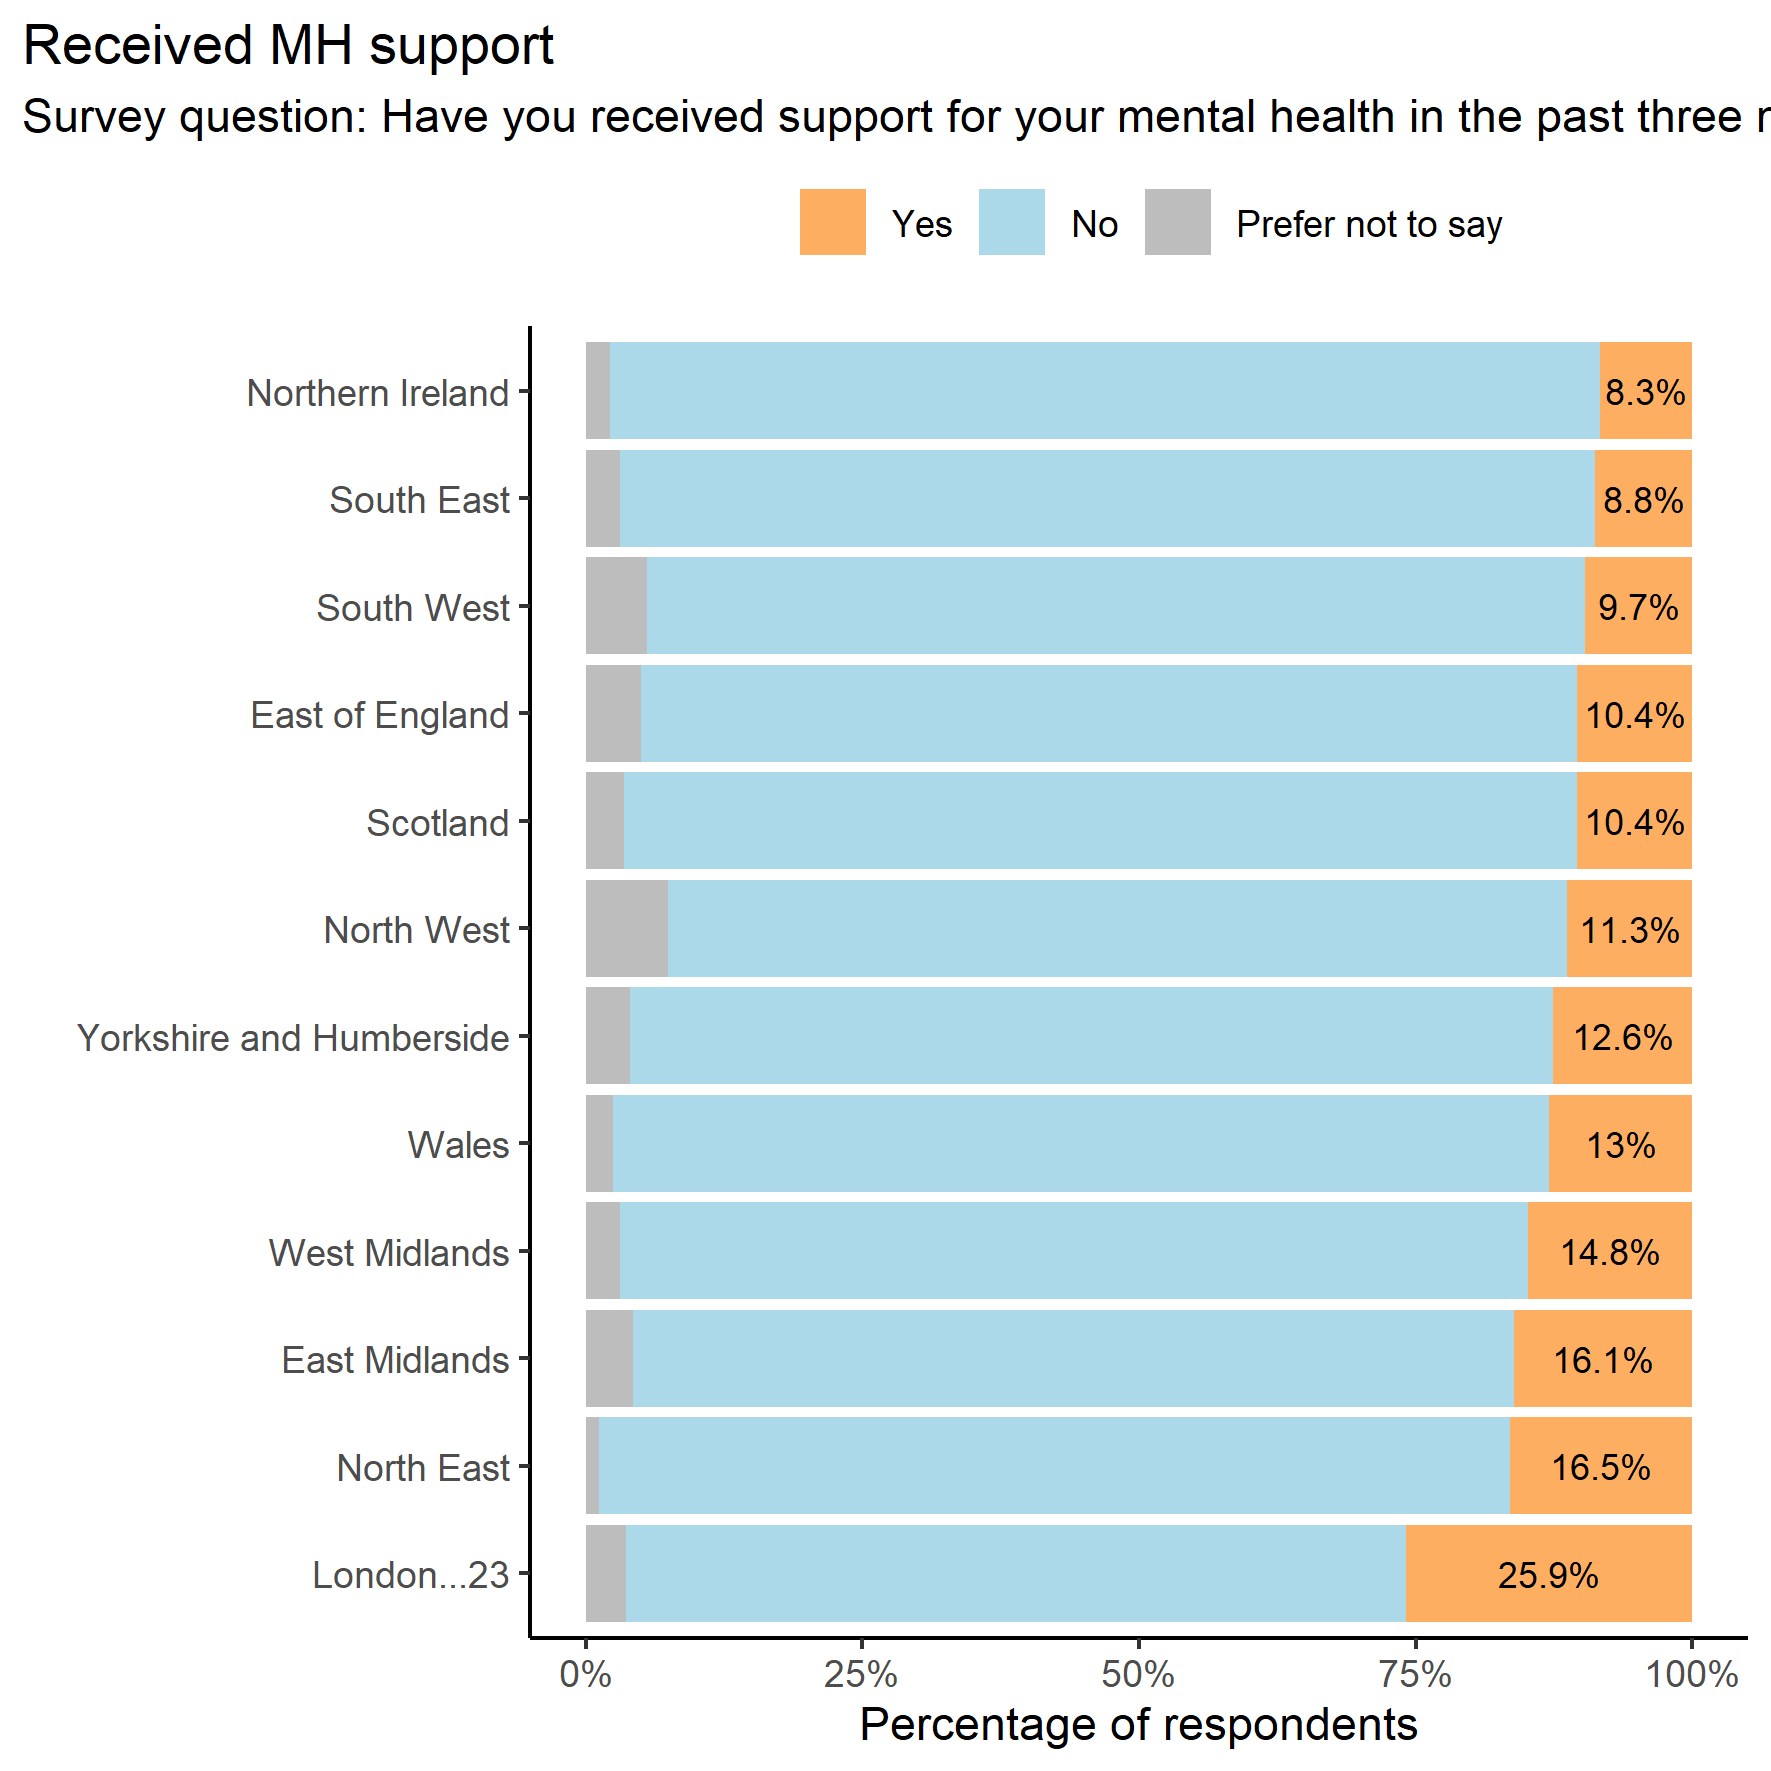 Received MH support
Survey question: Have you received support for your mental health in the past three
Yes No Prefer not to say
Northern Ireland 8.3%
South East 8.8%
South West 9.7%
East of England 10.4%
Scotland 10.4%
North West 11.3%
Yorkshire and Humberside 12.6%
Wales 13%
West Midlands 14.8%
East Midlands 16.1%
North East 16.5%
London...23 25.9%
0% 25% 50% 75% 100%
Percentage of respondents